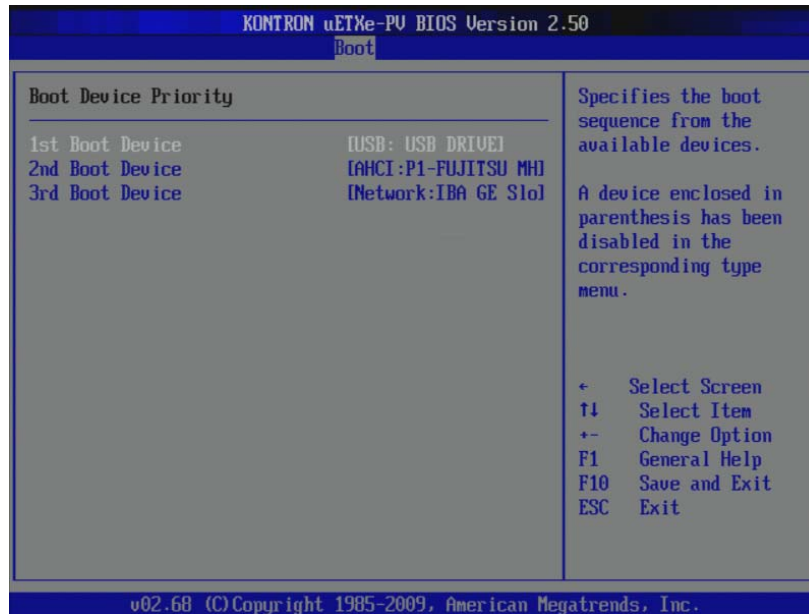 KONTRON uETXe-PV BIOS Version 2.50
Boot
Boot Device Priority
1st Boot Device [USB: USB DRIVE]
2nd Boot Device [AHCI:P1-FUJITSU MH]
3rd Boot Device [Network:IBA GE Slo]
Specifies the boot
sequence from the
available devices.
A device enclosed in
parenthesis has been
disabled in the
corresponding type
menu.
← Select Screen
↑↓ Select Item
+- Change Option
F1 General Help
F10 Save and Exit
ESC Exit
v02.68 (C)Copyright 1985-2009, American Megatrends, Inc.